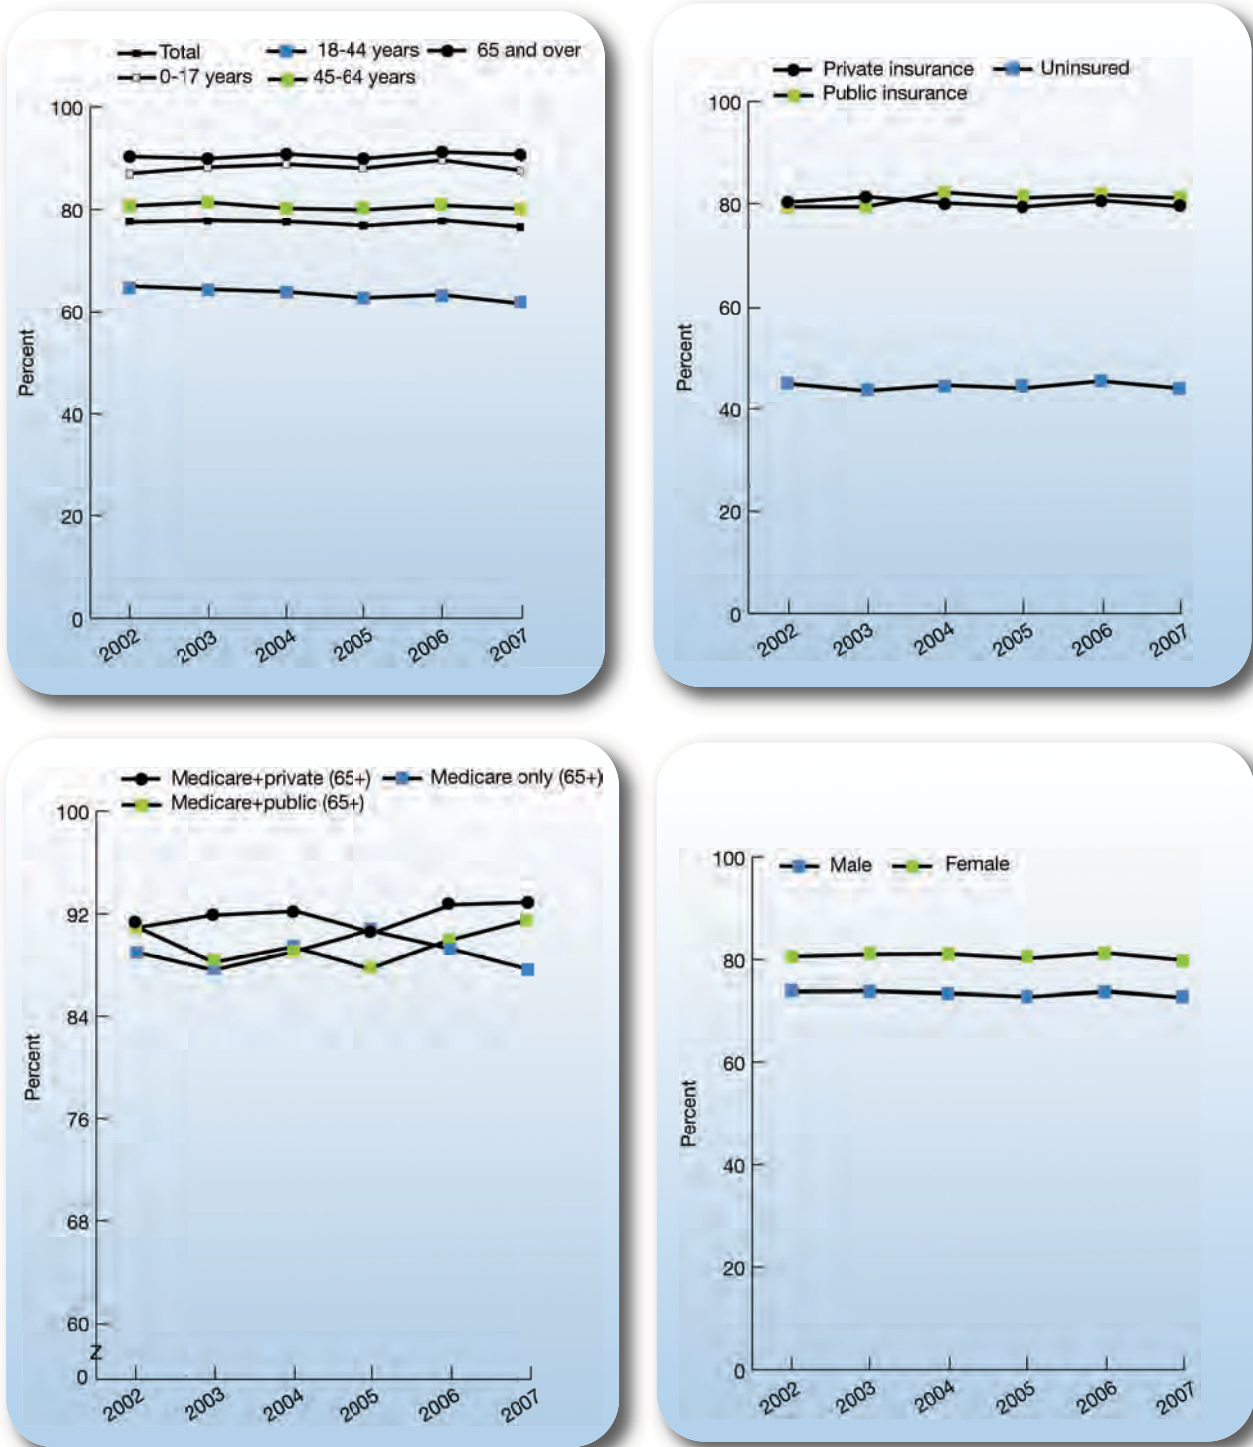 Total 18-44 years 65 and over
0-17 years 45-64 years
100
80
60
40
20
0
Percent
2002 2003 2004 2005 2006 2007
Private insurance Uninsured
Public insurance
100
80
60
40
20
0
Percent
2002 2003 2004 2005 2006 2007
Medicare+private (65+) Medicare only (65+)
Medicare+public (65+)
100
92
84
76
68
60
Z
0
Percent
2002 2003 2004 2005 2006 2007
Male Female
100
80
60
40
20
0
Percent
2002 2003 2004 2005 2006 2007